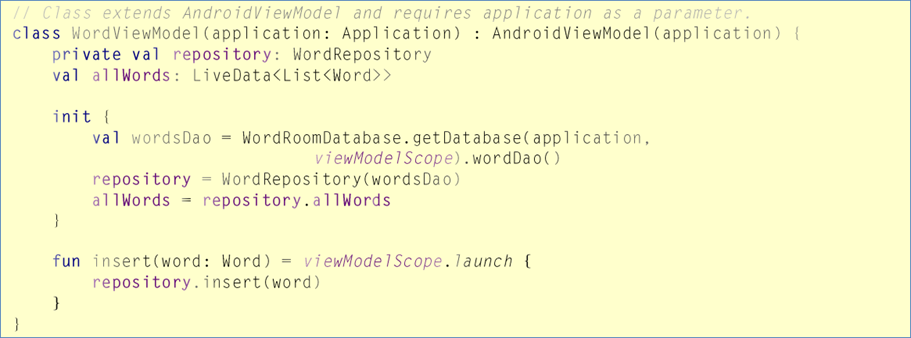 // Class extends AndroidViewModel and requires application as a parameter.
class WordViewModel(application: Application) : AndroidViewModel(application) {
    private val repository: WordRepository
    val allWords: LiveData<List<Word>>
    init {
        val wordsDao = WordRoomDatabase.getDatabase(application,
                              viewModelScope).wordDao()
        repository = WordRepository(wordsDao)
        allWords = repository.allWords
    }
    fun insert(word: Word) = viewModelScope.launch {
        repository.insert(word)
    }
}